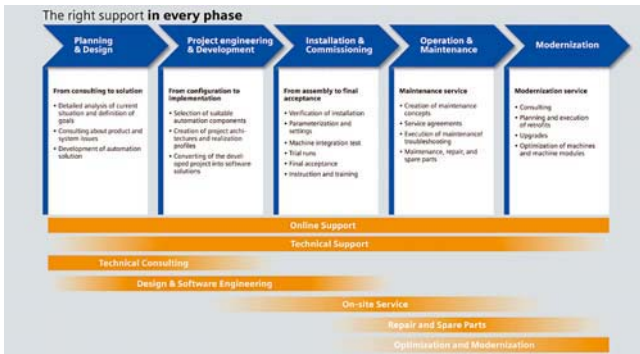 The right support in every phase
Planning
& Design
Project engineering
& Development
Installation &
Commissioning
Operation &
Maintenance
Modernization
From consulting to solution
• Detailed analysis of current
situation and definition of
goals
• Consulting about product and
system issues
• Development of automation
solution
From configuration to
implementation
• Selection of suitable
automation components
• Creation of project archi-
tectures and realization
profiles
• Converting of the devel-
oped project into software
solutions
From assembly to final
acceptance
• Verification of installation
• Parameterization and
settings
• Machine integration test
• Trial runs
• Final acceptance
• Instruction and training
Maintenance service
• Creation of maintenance
concepts
• Service agreements
• Execution of maintenance/
troubleshooting
• Maintenance, repair, and
spare parts
Modernization service
• Consulting
• Planning and execution
of retrofits
• Upgrades
• Optimization of machines
and machine modules
Online Support
Technical Support
Technical Consulting
Design & Software Engineering
On-site Service
Repair and Spare Parts
Optimization and Modernization